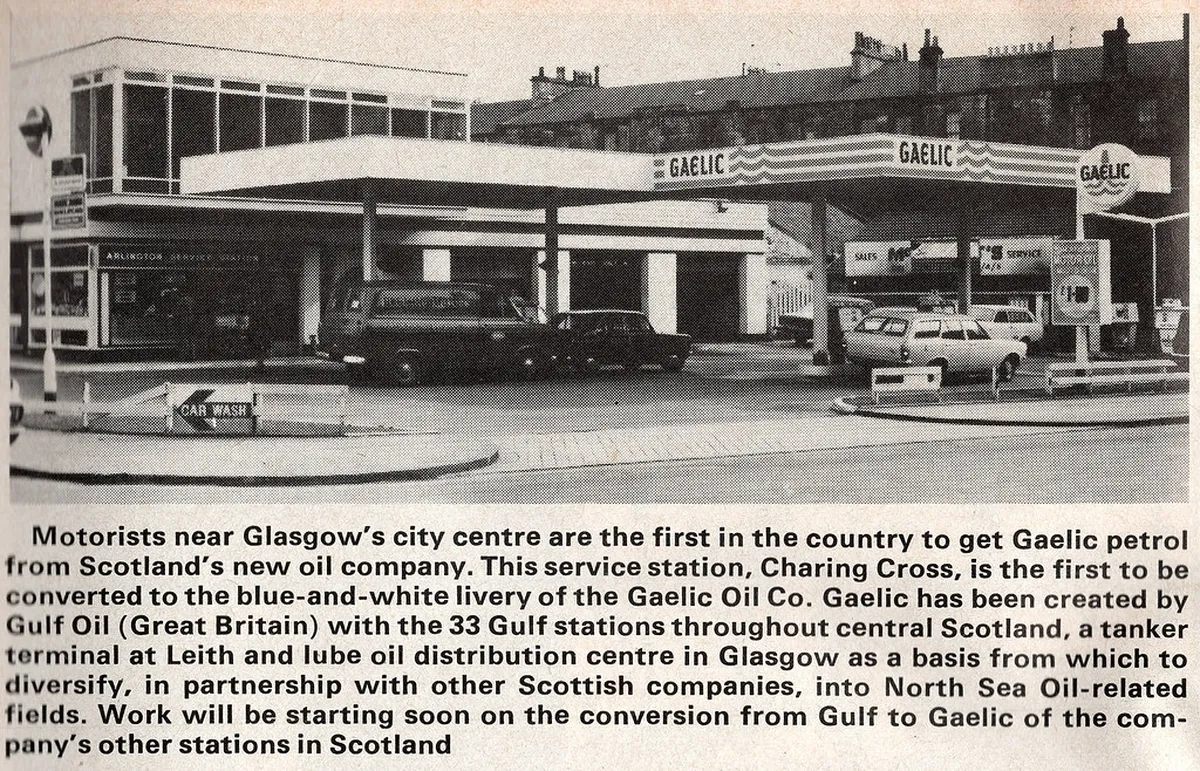 GAELIC
GAELIC
GAELIC
ARLINGTON SERVICE STATION
SALES
'S SERVICE
CAR WASH
Motorists near Glasgow's city centre are the first in the country to get Gaelic petrol
from Scotland's new oil company. This service station, Charing Cross, is the first to be
converted to the blue-and-white livery of the Gaelic Oil Co. Gaelic has been created by
Gulf Oil (Great Britain) with the 33 Gulf stations throughout central Scotland, a tanker
terminal at Leith and lube oil distribution centre in Glasgow as a basis from which to
diversify, in partnership with other Scottish companies, into North Sea Oil-related
fields. Work will be starting soon on the conversion from Gulf to Gaelic of the com-
pany's other stations in Scotland